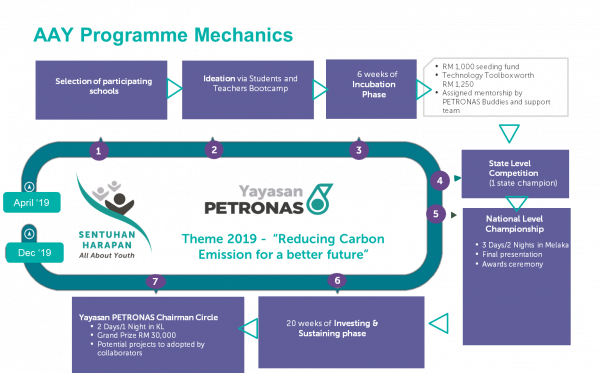 AAY Programme Mechanics
Selection of participating
schools
Ideation via Students and
Teachers Bootcamp
6 weeks of
Incubation
Phase
• RM 1,000 seeding fund
• Technology Toolboxworth
RM 1,250
• Assigned mentorship by
PETRONAS Buddies and support
team
1
2
3
State Level
Competition
(1 state champion)
4
April ‘19
Yayasan
PETRONAS
SENTUHAN
HARAPAN
All About Youth
Theme 2019 - “Reducing Carbon
Emission for a better future”
5
National Level
Championship
• 3 Days/2 Nights in Melaka
• Final presentation
• Awards ceremony
Dec ‘19
7
6
Yayasan PETRONAS Chairman Circle
• 2 Days/1 Night in KL
• Grand Prize RM 30,000
• Potential projects to adopted by
collaborators
20 weeks of Investing &
Sustaining phase